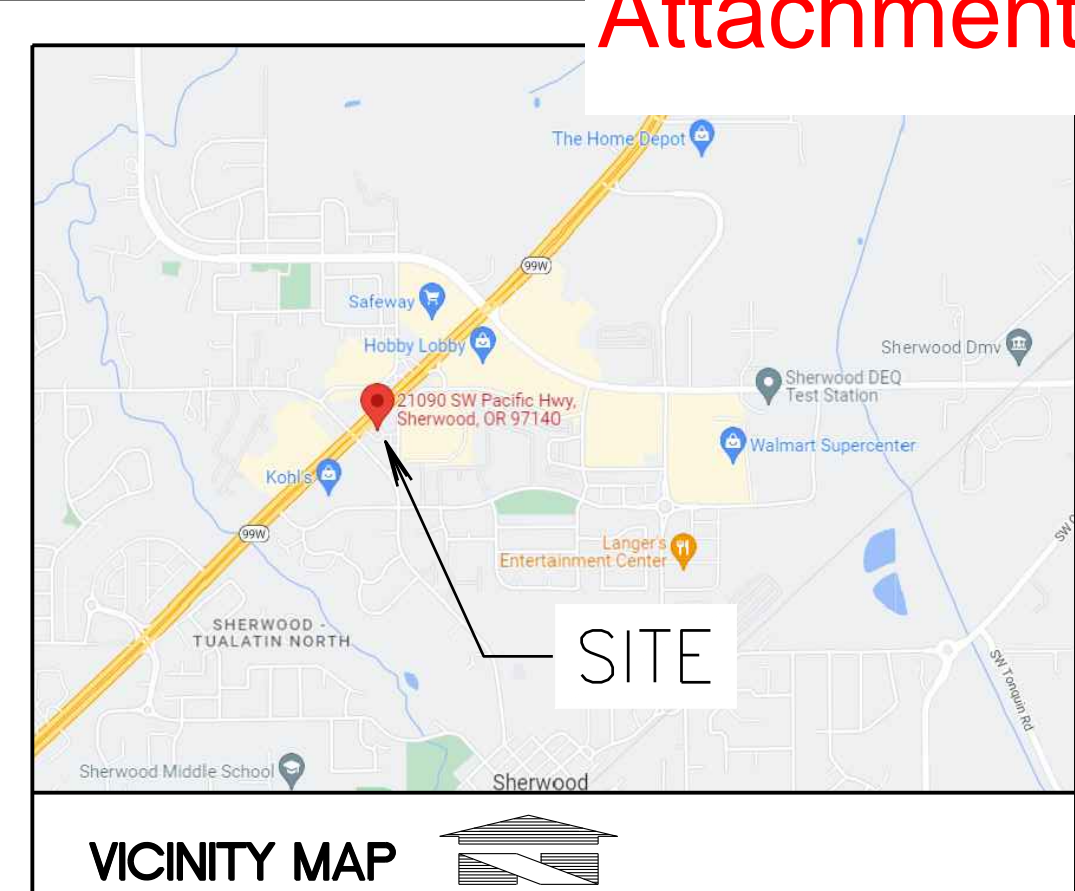 Attachment
The Home Depot
99W
Safeway
Hobby Lobby
Sherwood Dmv
Sherwood DEQ
Test Station
21090 SW Pacific Hwy,
Sherwood, OR 97140
Walmart Supercenter
Kohl's
99W
Langer's
Entertainment Center
SHERWOOD -
TUALATIN NORTH
SITE
SW Tonquin Rd
Sherwood Middle School
Sherwood
VICINITY MAP